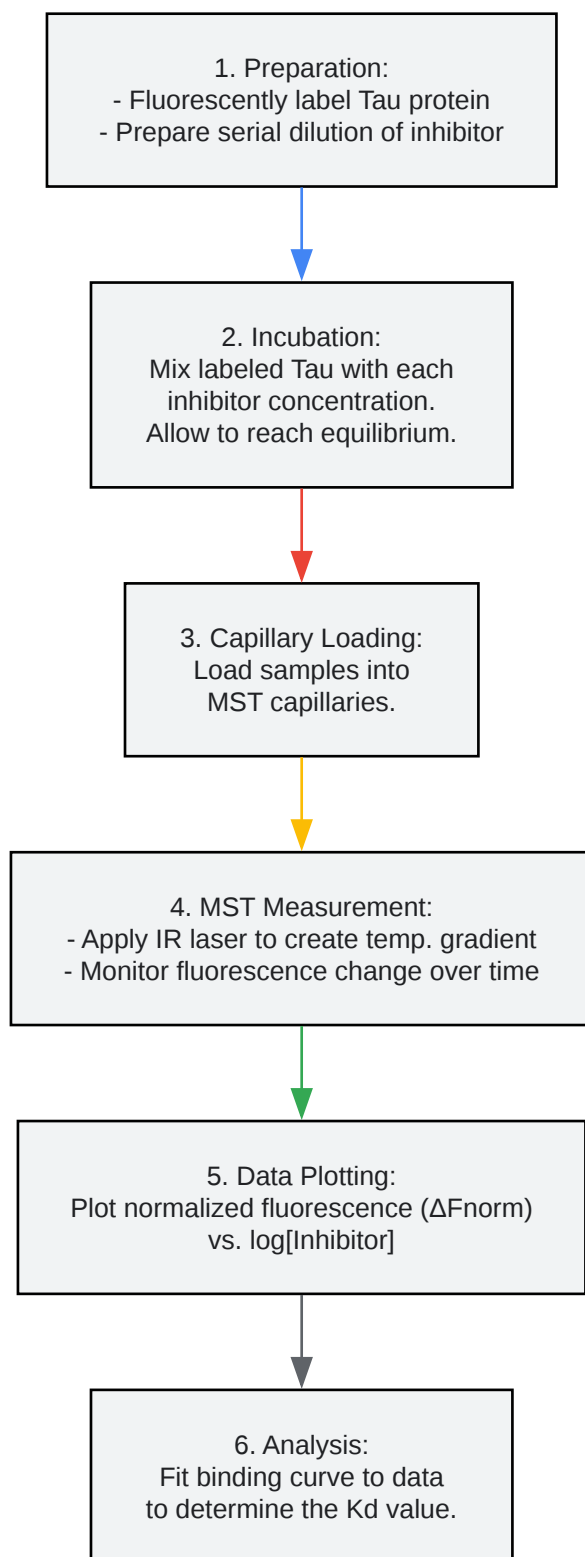 1. Preparation:
- Fluorescently label Tau protein
- Prepare serial dilution of inhibitor
2. Incubation:
Mix labeled Tau with each
inhibitor concentration.
Allow to reach equilibrium.
3. Capillary Loading:
Load samples into
MST capillaries.
4. MST Measurement:
- Apply IR laser to create temp. gradient
- Monitor fluorescence change over time
5. Data Plotting:
Plot normalized fluorescence (ΔFnorm)
vs. log[Inhibitor]
6. Analysis:
Fit binding curve to data
to determine the Kd value.